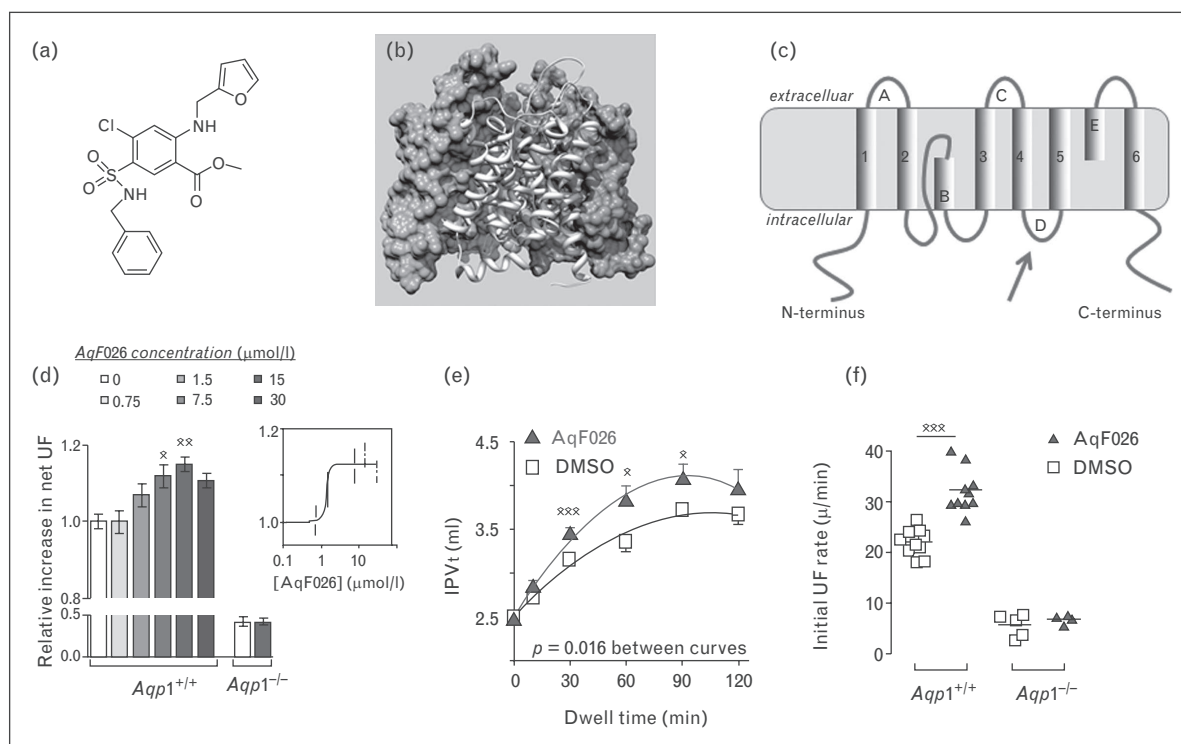 (a)
O
Cl
NH
O
O
S
NH
O
O
(b)
(c)
extracelluar
A
C
E
1
2
3
4
5
6
B
intracellular
D
N-terminus
C-terminus
(d)
AqF026 concentration (μmol/l)
0
1.5
15
0.75
7.5
30
Relative increase in net UF
1.2
1.0
0.8
0.5
0.0
Aqp1+/+
Aqp1−/−
1.2
1.0
0.1
1
10
[AqF026] (μmol/l)
(e)
AqF026
DMSO
IPVt (ml)
4.5
3.5
2.5
p = 0.016 between curves
0
30
60
90
120
Dwell time (min)
(f)
AqF026
DMSO
Initial UF rate (μ/min)
40
30
20
10
0
Aqp1+/+
Aqp1−/−